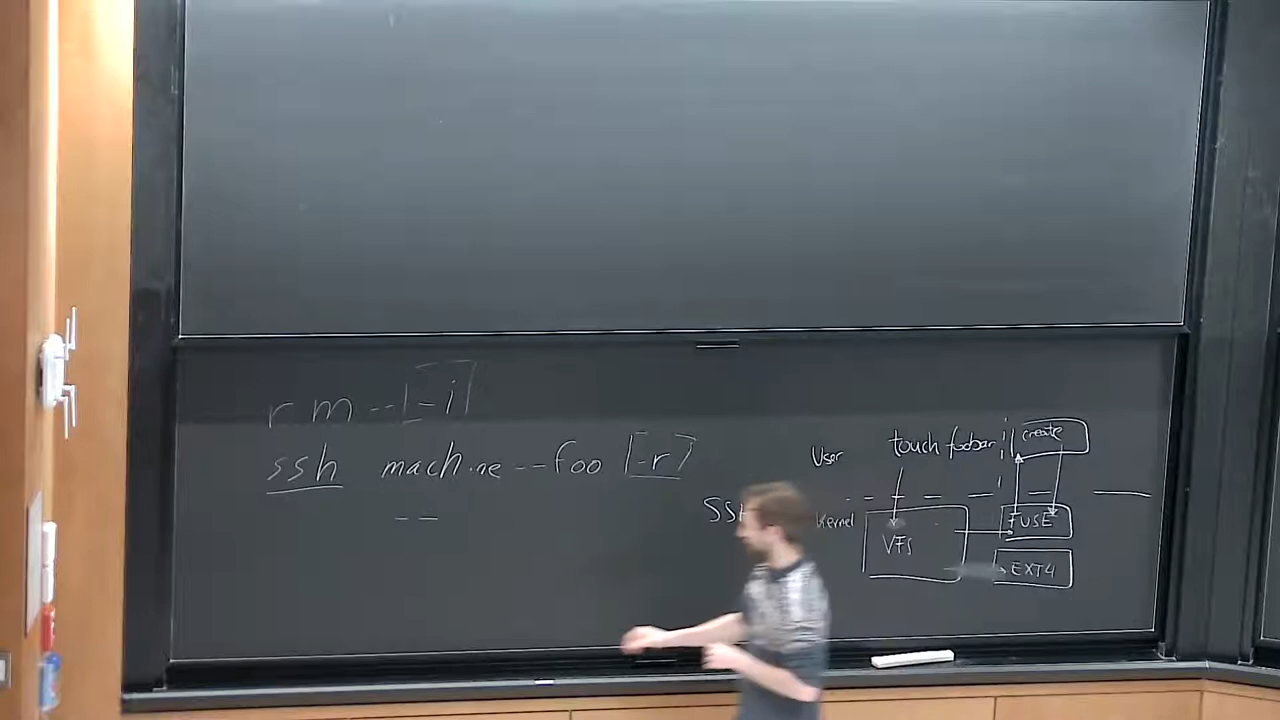 rm -- [-i]
ssh machine --foo [-r]
--
User touch foobar create
SSH
Kernel VFS FUSE
EXT4